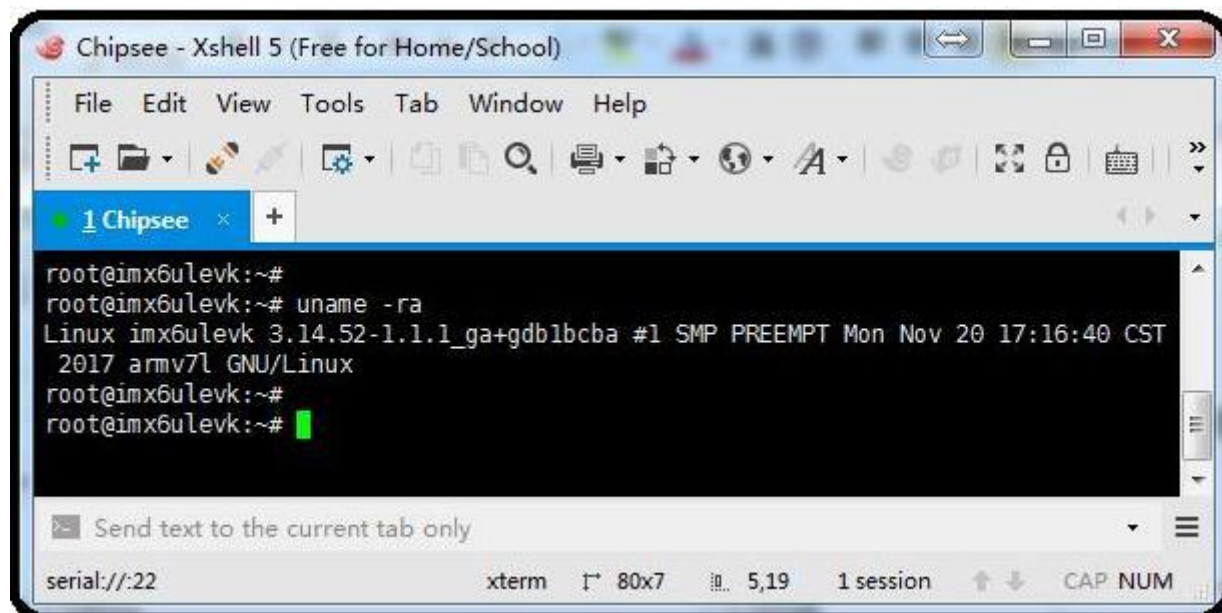 Chipsee - Xshell 5 (Free for Home/School)
File Edit View Tools Tab Window Help
1 Chipsee
root@imx6ulevk:~#
root@imx6ulevk:~# uname -ra
Linux imx6ulevk 3.14.52-1.1.1_ga+gdb1bcba #1 SMP PREEMPT Mon Nov 20 17:16:40 CST
2017 armv7l GNU/Linux
root@imx6ulevk:~#
root@imx6ulevk:~#
Send text to the current tab only
serial://:22 xterm 80x7 5,19 1 session CAP NUM